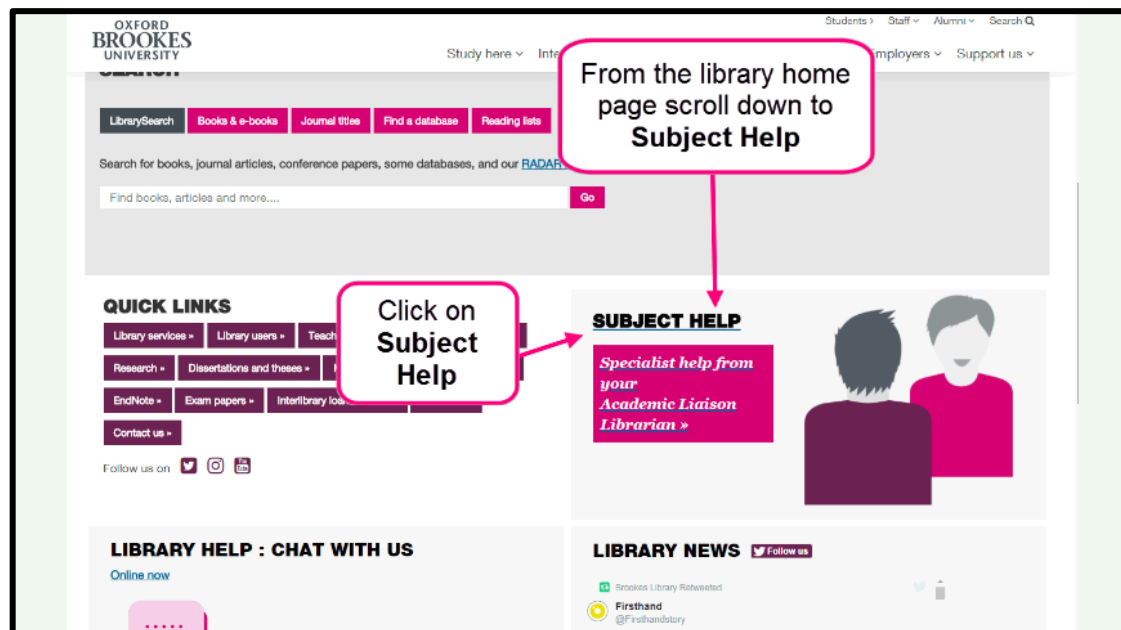 OXFORD
BROOKES
UNIVERSITY
Students > Staff Alumni Search
Study here
Employers Support us
SEARCH
From the library home
page scroll down to
Subject Help
LibrarySearch Books & e-books Journal titles Find a database Reading lists
Search for books, journal articles, conference papers, some databases, and our RADAR
Find books, articles and more.... Go
QUICK LINKS
Library services » Library users »
Research » Dissertations and theses »
EndNote » Exam papers » Interlibrary
Contact us »
Follow us on
You
Tube
Click on
Subject
Help
SUBJECT HELP
Specialist help from
your
Academic Liaison
Librarian »
LIBRARY HELP : CHAT WITH US
Online now
LIBRARY NEWS Follow us
Brookes Library Retweeted
Firsthand
@Firsthandstory